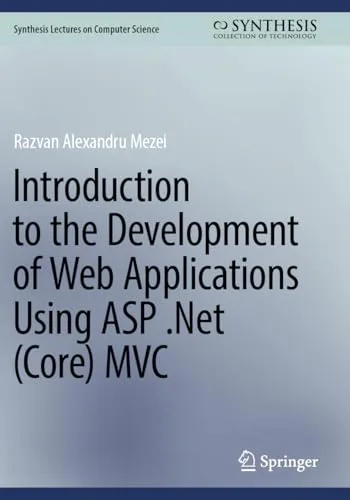 Synthesis Lectures on Computer Science
SYNTHESIS
COLLECTION OF TECHNOLOGY
Razvan Alexandru Mezei
Introduction
to the Development
of Web Applications
Using ASP .Net
(Core) MVC
Springer